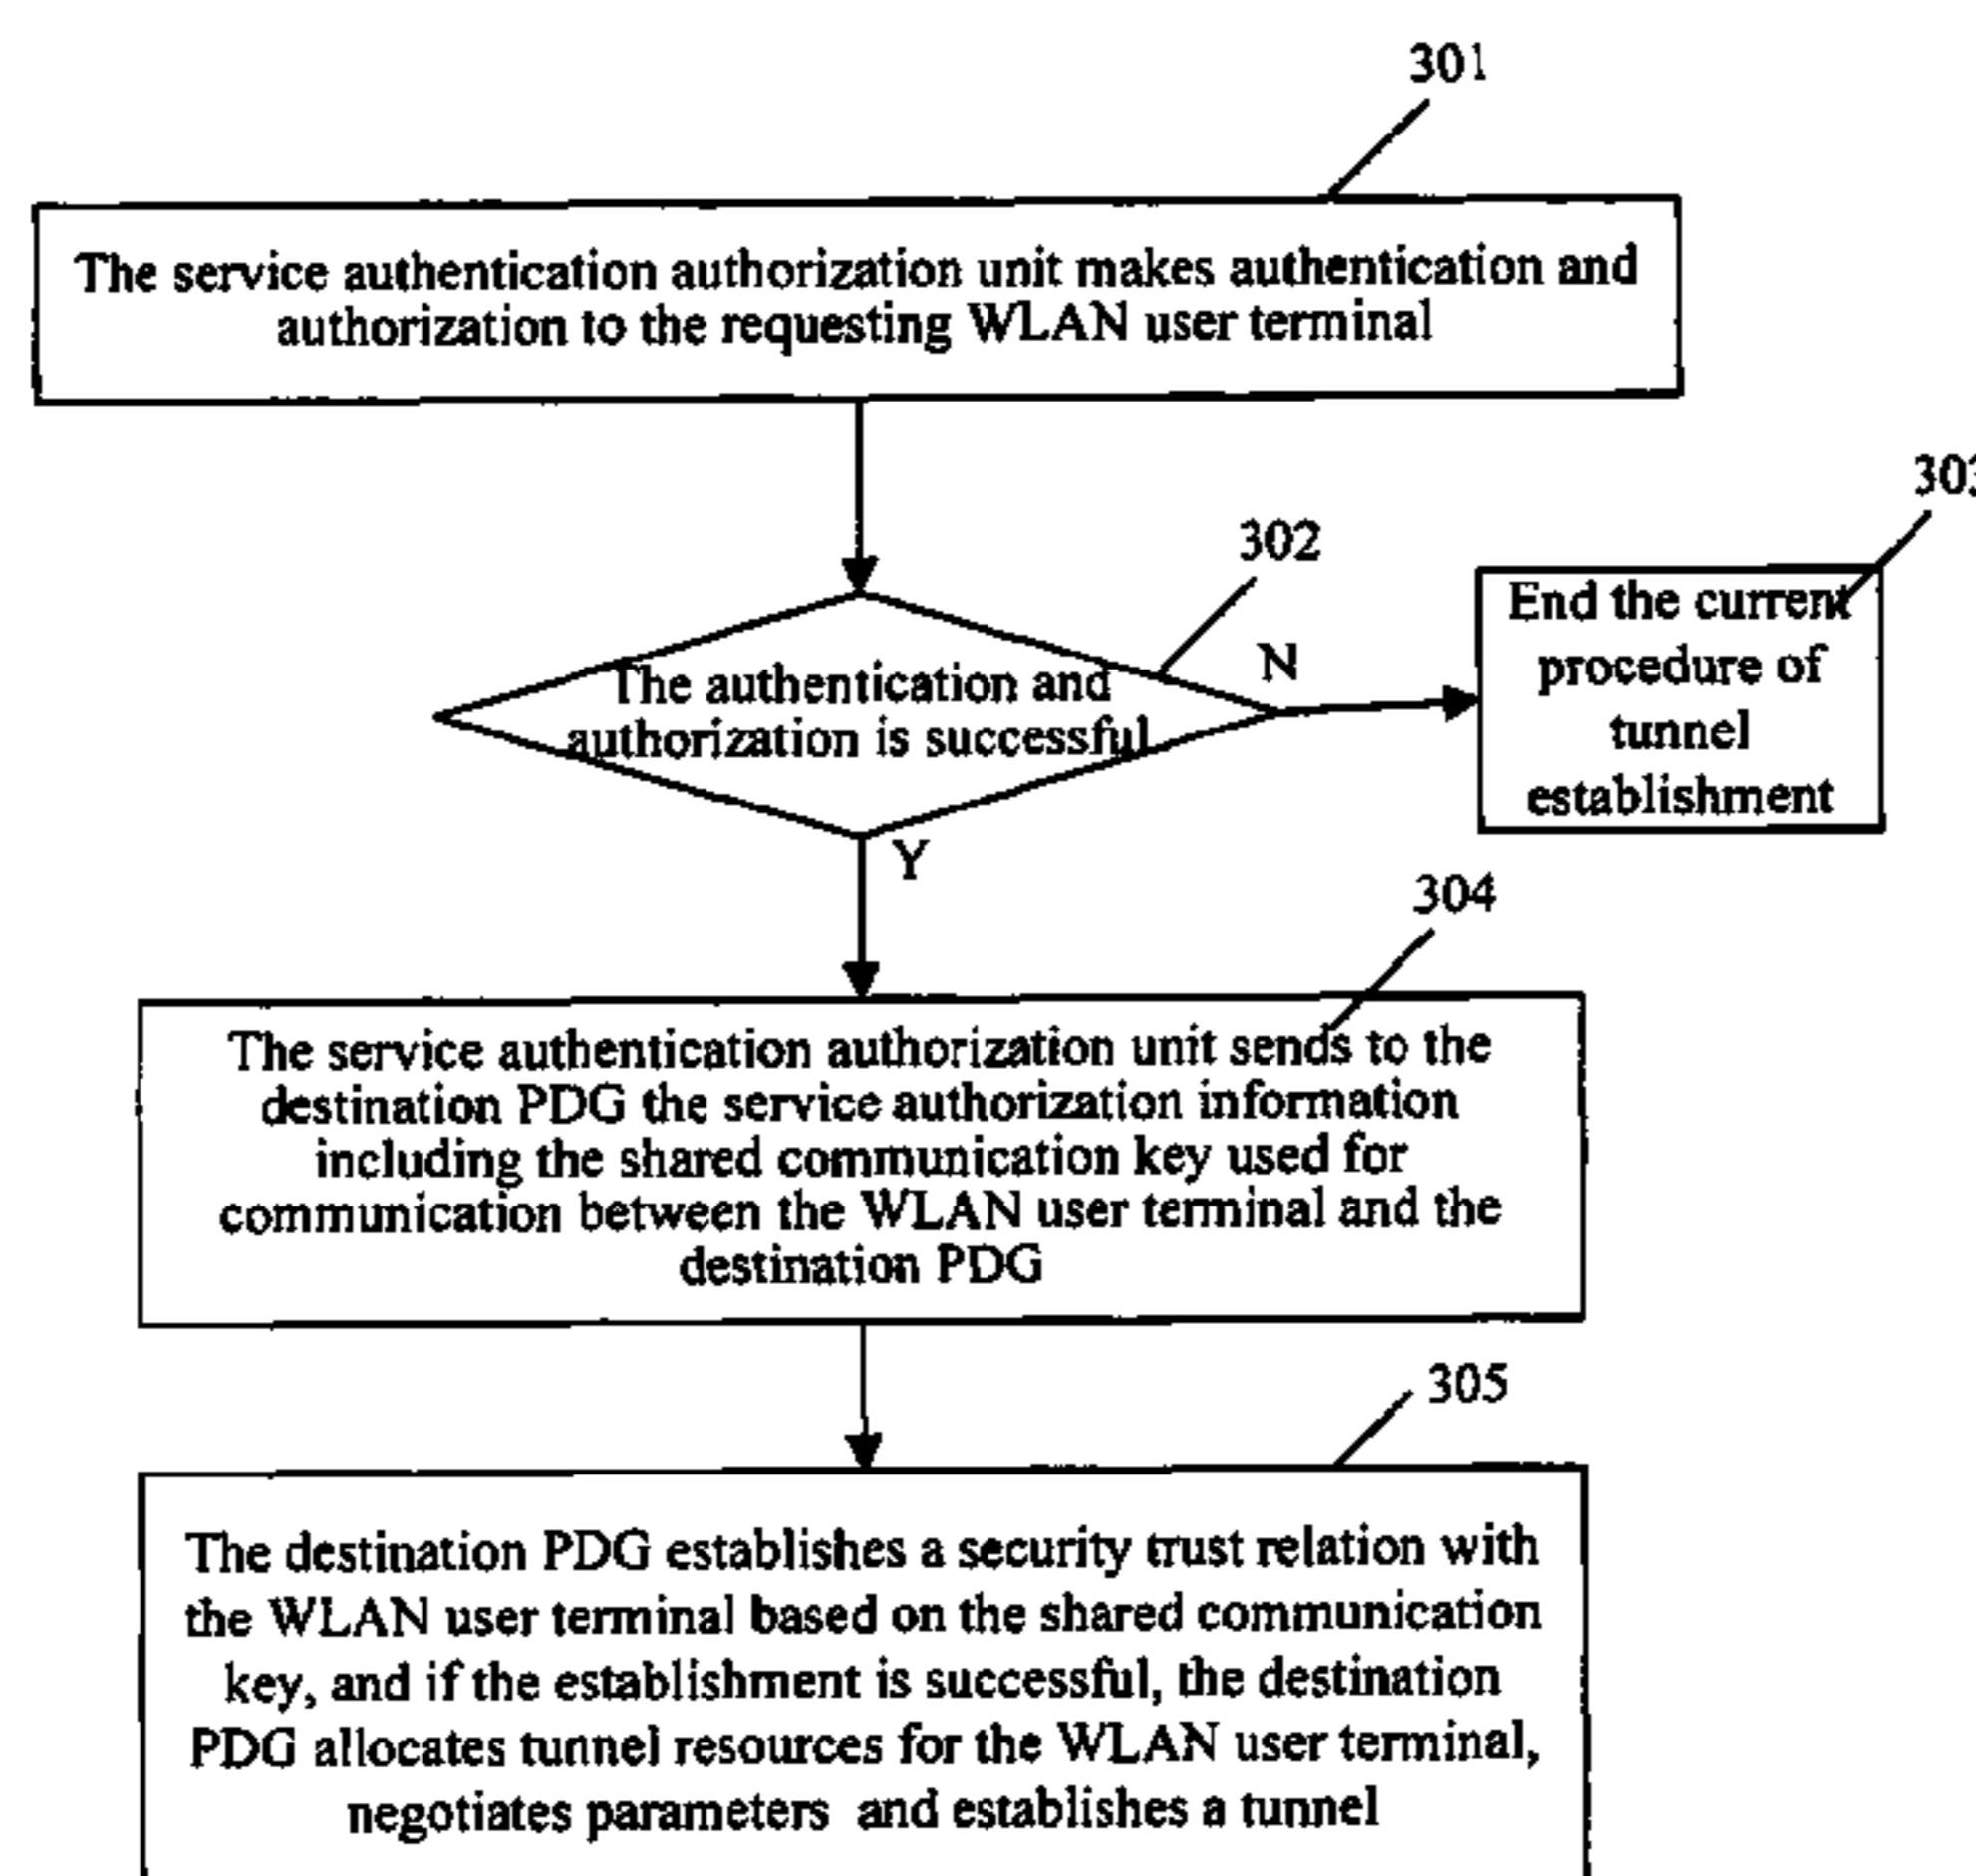 301
The service authentication authorization unit makes authentication and
authorization to the requesting WLAN user terminal
303
302
The authentication and
authorization is successful
N
End the current
procedure of
tunnel
establishment
Y
304
The service authentication authorization unit sends to the
destination PDG the service authorization information
including the shared communication key used for
communication between the WLAN user terminal and the
destination PDG
305
The destination PDG establishes a security trust relation with
the WLAN user terminal based on the shared communication
key, and if the establishment is successful, the destination
PDG allocates tunnel resources for the WLAN user terminal,
negotiates parameters and establishes a tunnel